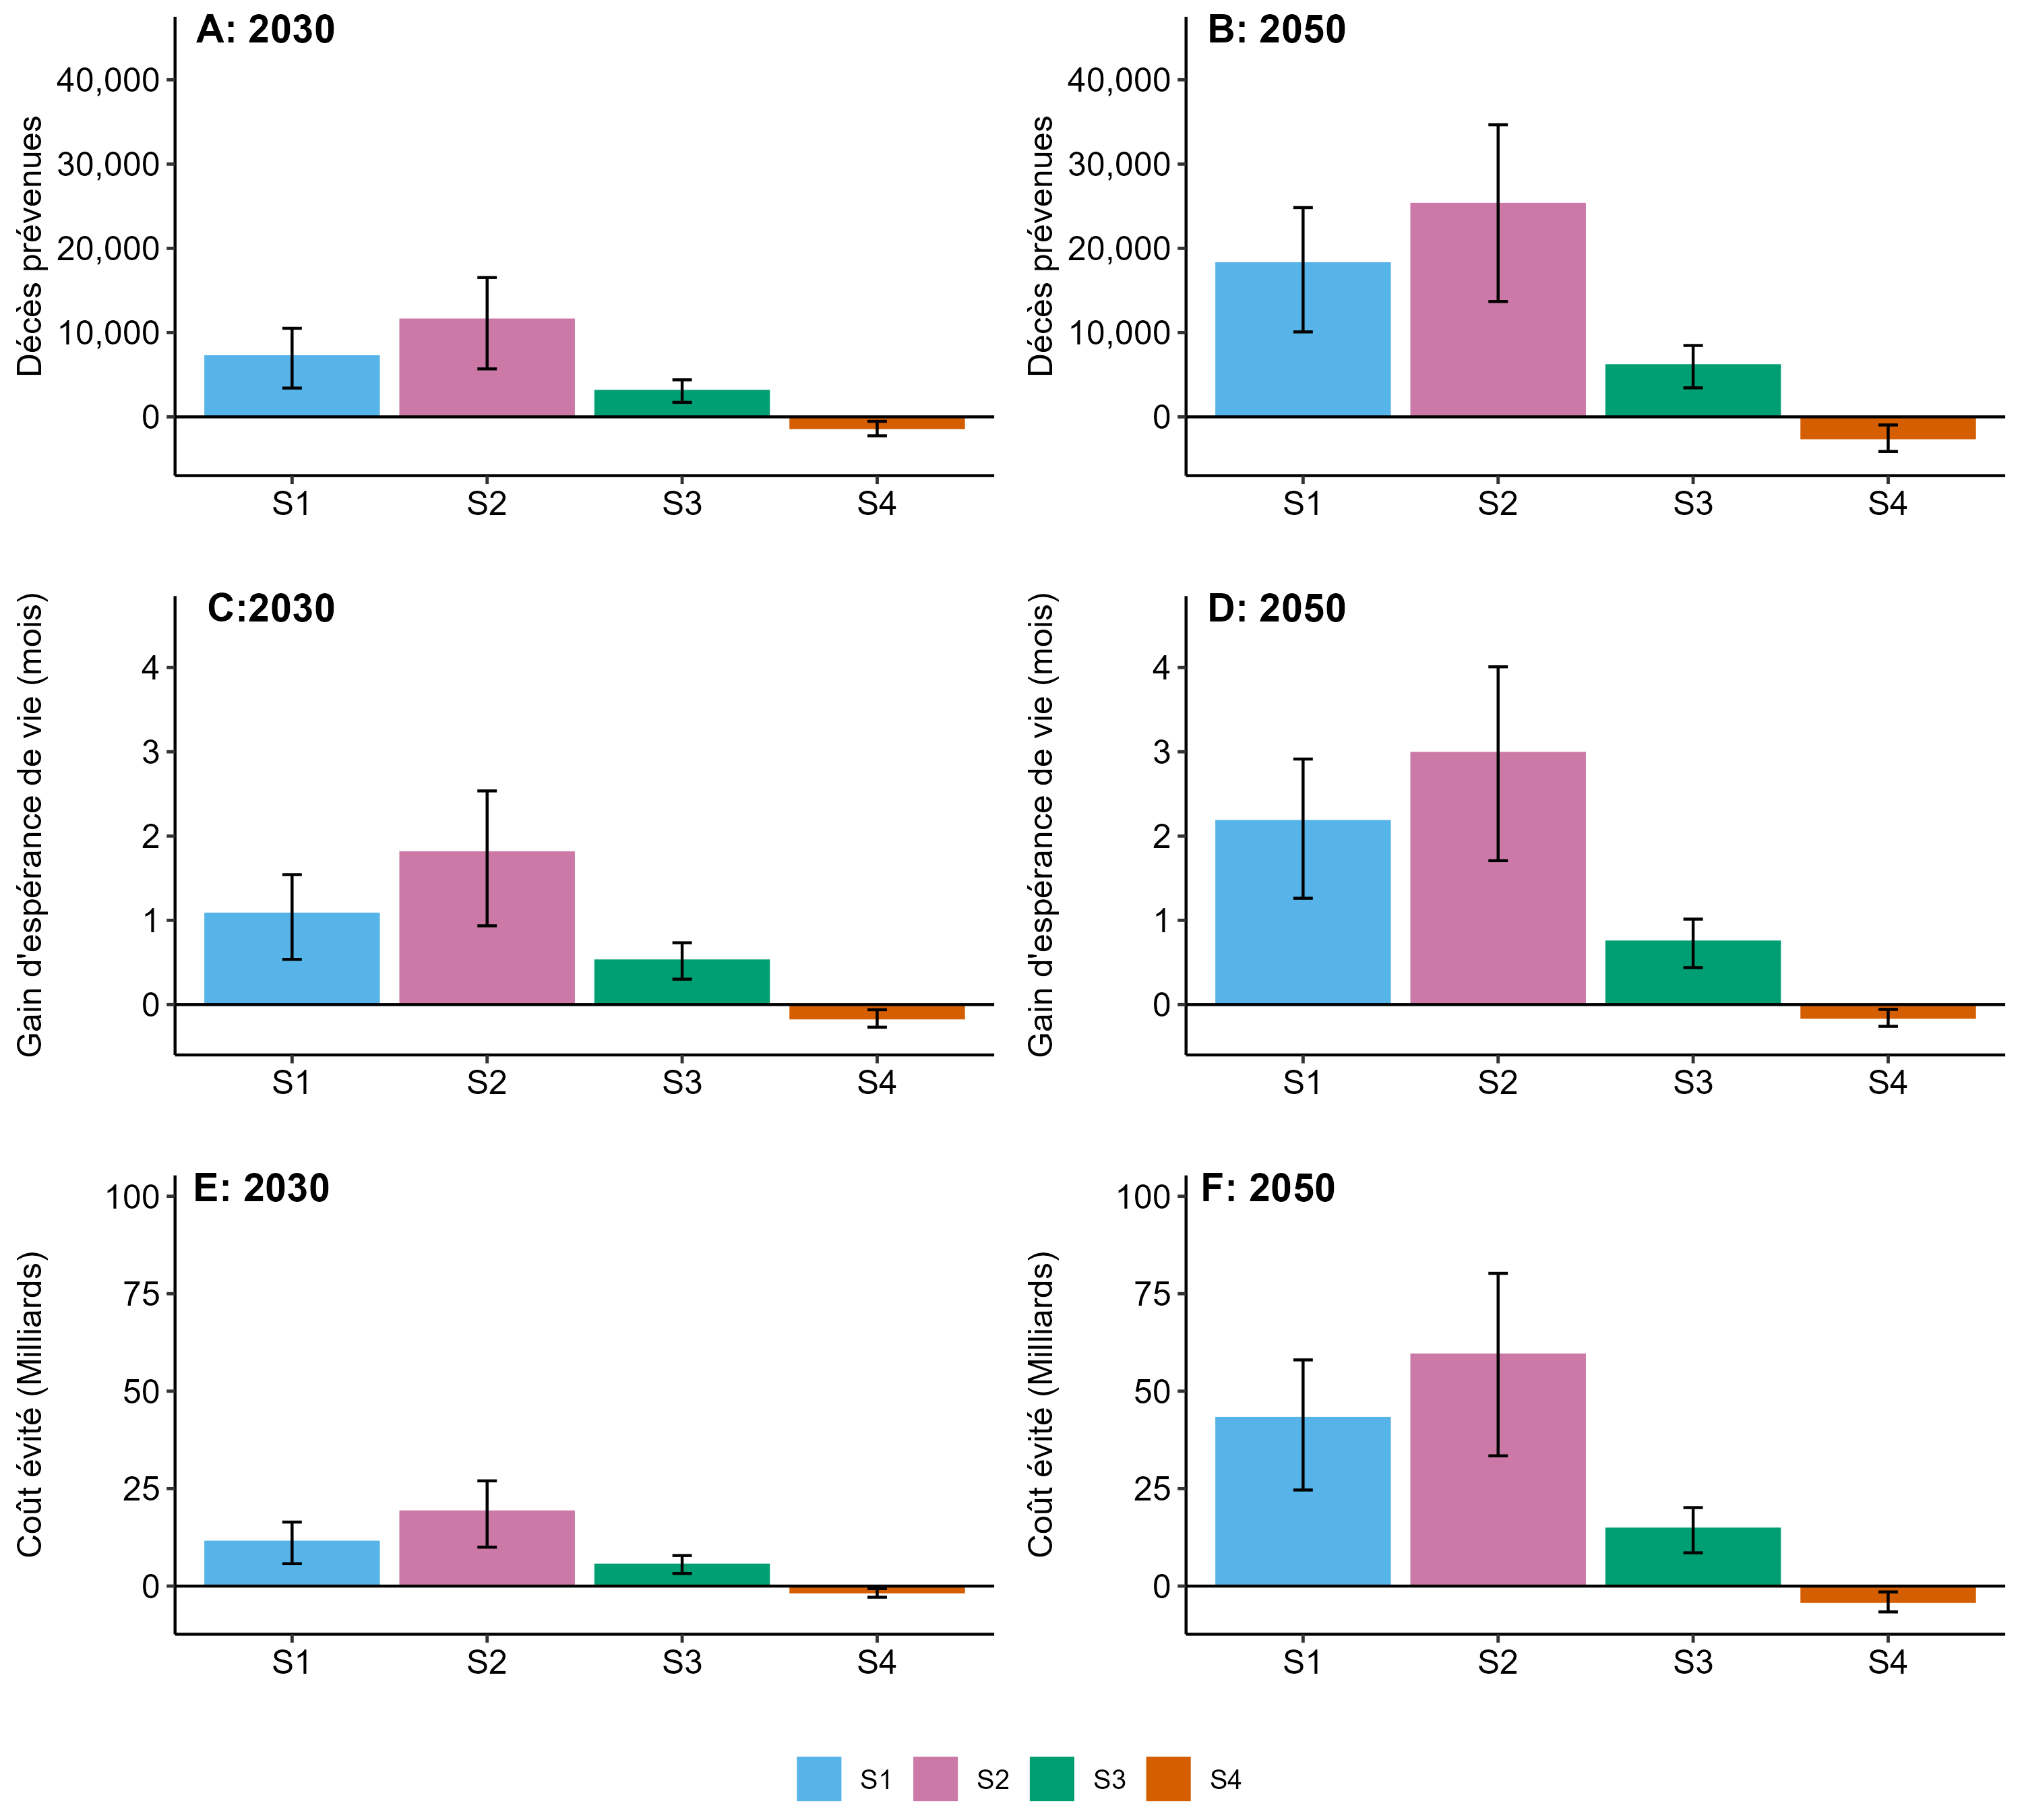 A: 2030
Décès prévenues
40,000
30,000
20,000
10,000
0
S1 S2 S3 S4
B: 2050
Décès prévenues
40,000
30,000
20,000
10,000
0
S1 S2 S3 S4
C:2030
Gain d'espérance de vie (mois)
4
3
2
1
0
S1 S2 S3 S4
D: 2050
Gain d'espérance de vie (mois)
4
3
2
1
0
S1 S2 S3 S4
E: 2030
Coût évité (Milliards)
100
75
50
25
0
S1 S2 S3 S4
F: 2050
Coût évité (Milliards)
100
75
50
25
0
S1 S2 S3 S4
S1 S2 S3 S4